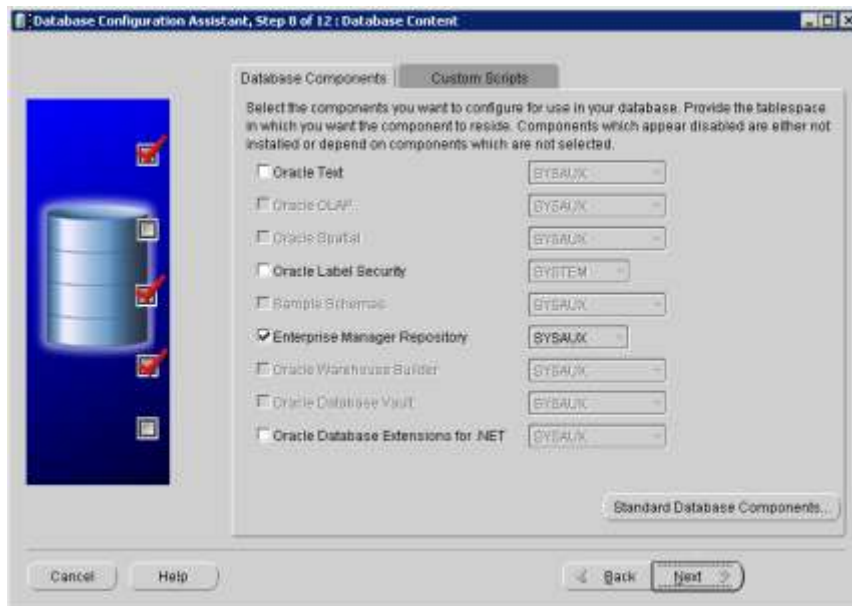 Database Configuration Assistant, Step 8 of 12 : Database Content
Database Components
Custom Scripts
Select the components you want to configure for use in your database. Provide the tablespace
in which you want the component to reside. Components which appear disabled are either not
installed or depend on components which are not selected.
Oracle Text SYSAUX
Oracle OLAP SYSAUX
Oracle Spatial SYSAUX
Oracle Label Security SYSTEM
Sample Schemas SYSAUX
Enterprise Manager Repository SYSAUX
Oracle Warehouse Builder SYSAUX
Oracle Database Vault SYSAUX
Oracle Database Extensions for .NET SYSAUX
Standard Database Components...
Cancel Help Back Next